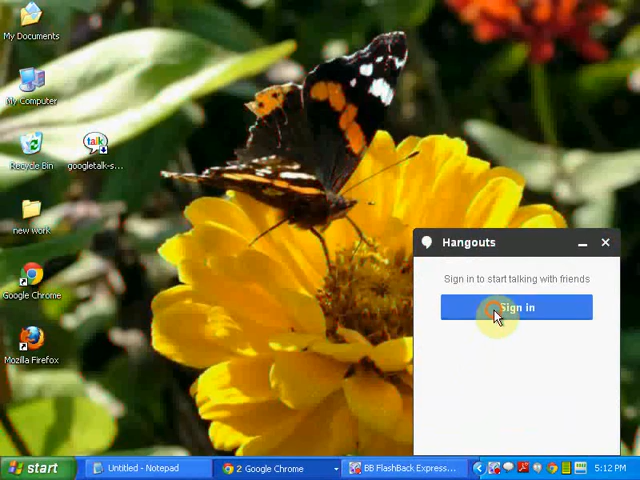 My Documents
My Computer
talk
Recycle Bin
googletalk-s...
new work
Google Chrome
Mozilla Firefox
Hangouts
Sign in to start talking with friends
Sign in
start
Untitled - Notepad
2 Google Chrome
BB FlashBack Express...
5:12 PM